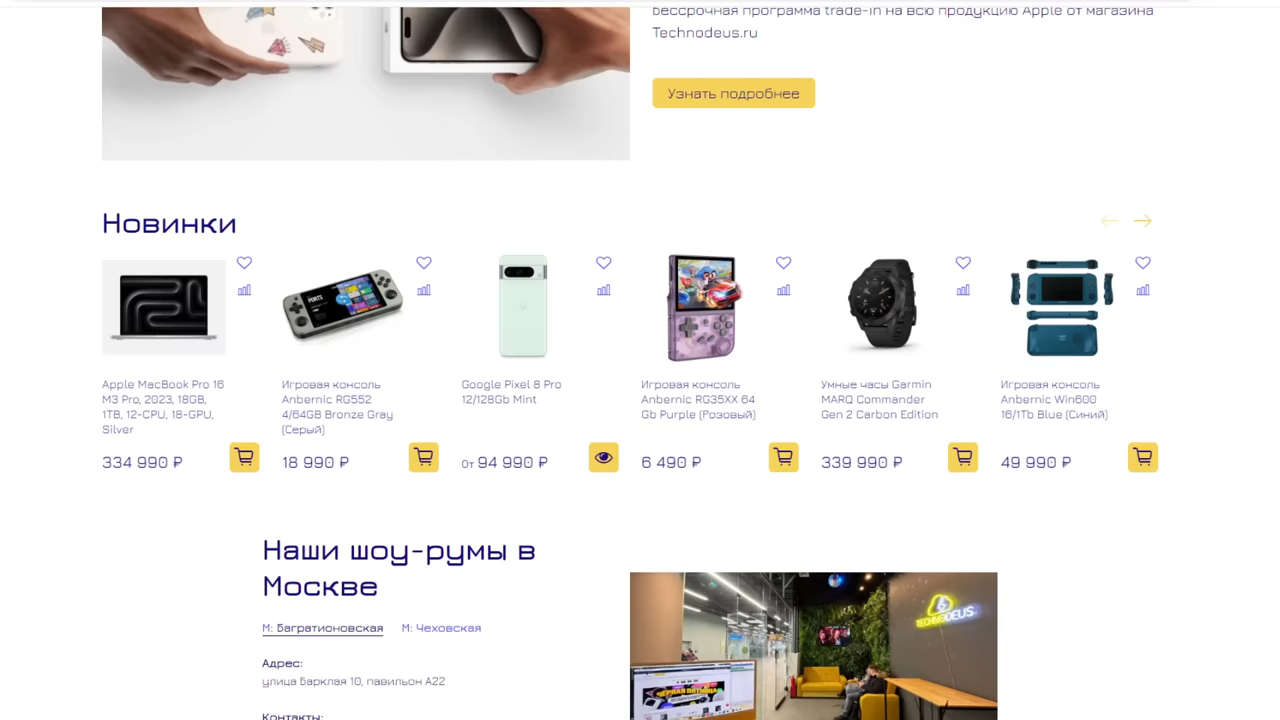 бессрочная программа trade-in на всю продукцию Apple от магазина
Technodeus.ru
Узнать подробнее
Новинки
Apple MacBook Pro 16
M3 Pro, 2023, 18GB,
1TB, 12-CPU, 18-GPU,
Silver
334 990 ₽
Игровая консоль
Anbernic RG552
4/64GB Bronze Gray
(Серый)
18 990 ₽
Google Pixel 8 Pro
12/128Gb Mint
От 94 990 ₽
Игровая консоль
Anbernic RG35XX 64
Gb Purple (Розовый)
6 490 ₽
Умные часы Garmin
MARQ Commander
Gen 2 Carbon Edition
339 990 ₽
Игровая консоль
Anbernic Win600
16/1Tb Blue (Синий)
49 990 ₽
PORTS
Наши шоу-румы в
Москве
М: Багратионовская М: Чеховская
Адрес:
улица Барклая 10, павильон А22
Контакты:
TECHNODEUS
ЧЕРНАЯ ПЯТНИЦА